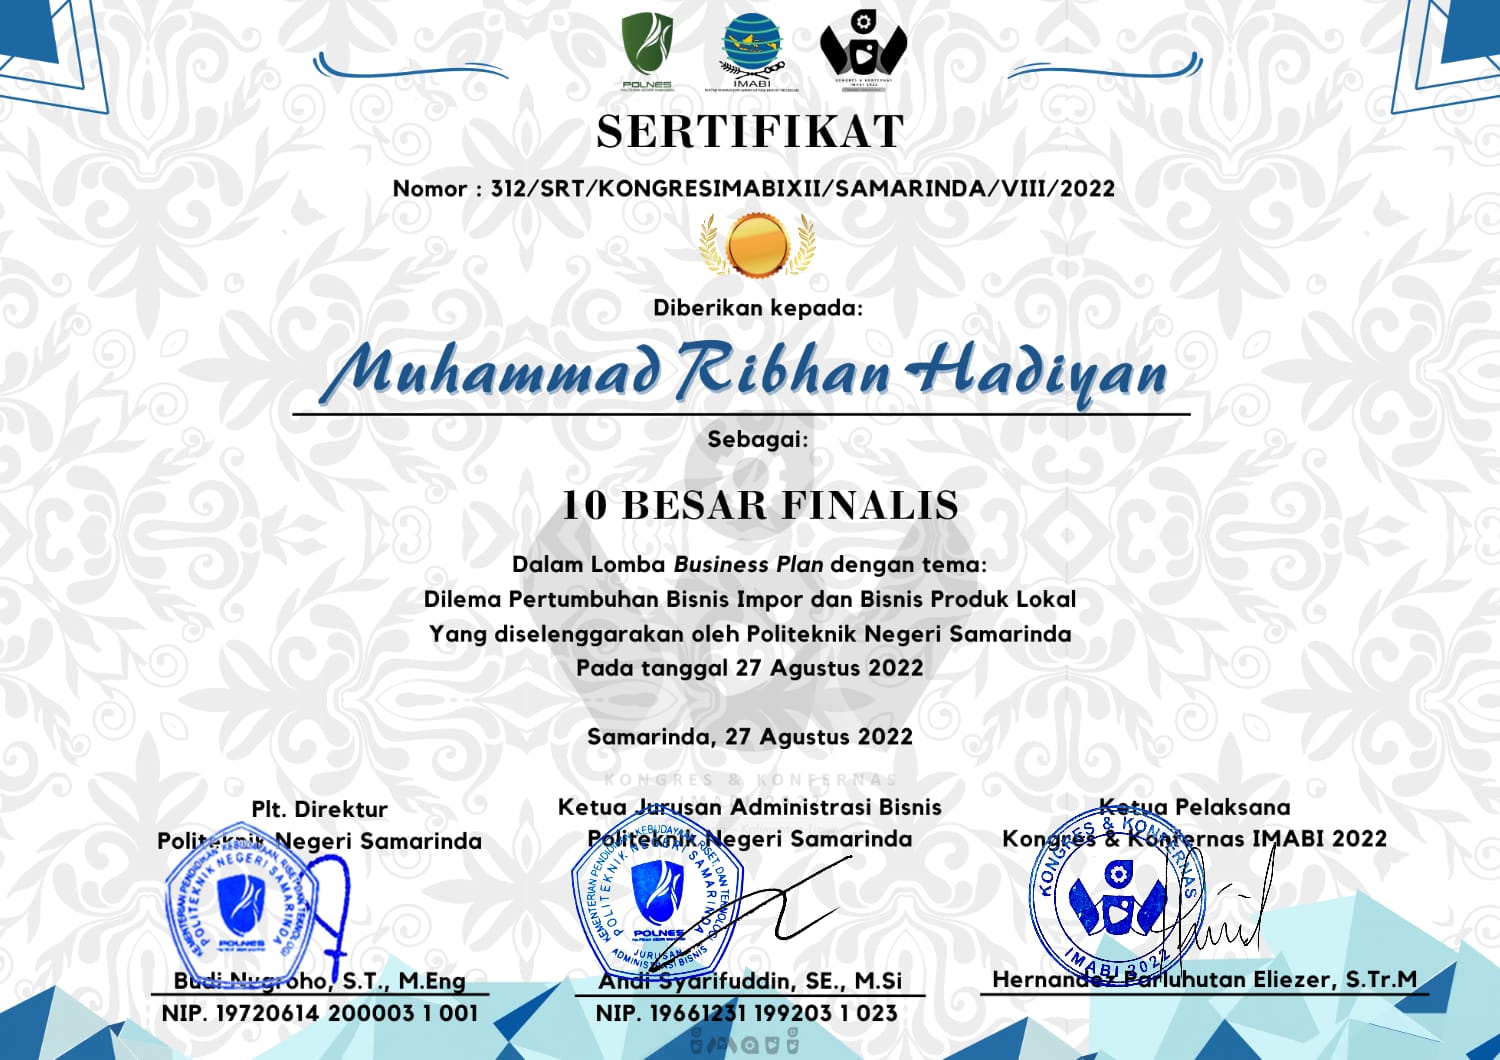 POLNES
IMABI
KONGRES & KONFERNAS
IMABI 2022
SERTIFIKAT
Nomor : 312/SRT/KONGRESIMABIXII/SAMARINDA/VIII/2022
Diberikan kepada:
Muhammad Ribhan Hadiyan
Sebagai:
10 BESAR FINALIS
Dalam Lomba Business Plan dengan tema:
Dilema Pertumbuhan Bisnis Impor dan Bisnis Produk Lokal
Yang diselenggarakan oleh Politeknik Negeri Samarinda
Pada tanggal 27 Agustus 2022
Samarinda, 27 Agustus 2022
KONGRES & KONFERNAS
Plt. Direktur
Politeknik Negeri Samarinda
KEMENTERIAN PENDIDIKAN, KEBUDAYAAN, RISET, DAN TEKNOLOGI
POLITEKNIK NEGERI SAMARINDA
POLNES
Budi Nugroho, S.T., M.Eng
NIP. 19720614 200003 1 001
Ketua Jurusan Administrasi Bisnis
Politeknik Negeri Samarinda
KEMENTERIAN PENDIDIKAN, KEBUDAYAAN, RISET, DAN TEKNOLOGI
POLITEKNIK NEGERI SAMARINDA
POLNES
JURUSAN
ADMINISTRASI BISNIS
Andi Syarifuddin, SE., M.Si
NIP. 19661231 199203 1 023
Ketua Pelaksana
Kongres & Konfernas IMABI 2022
KONGRES & KONFERNAS
IMABI 2022
Hernandez Parluhutan Eliezer, S.Tr.M